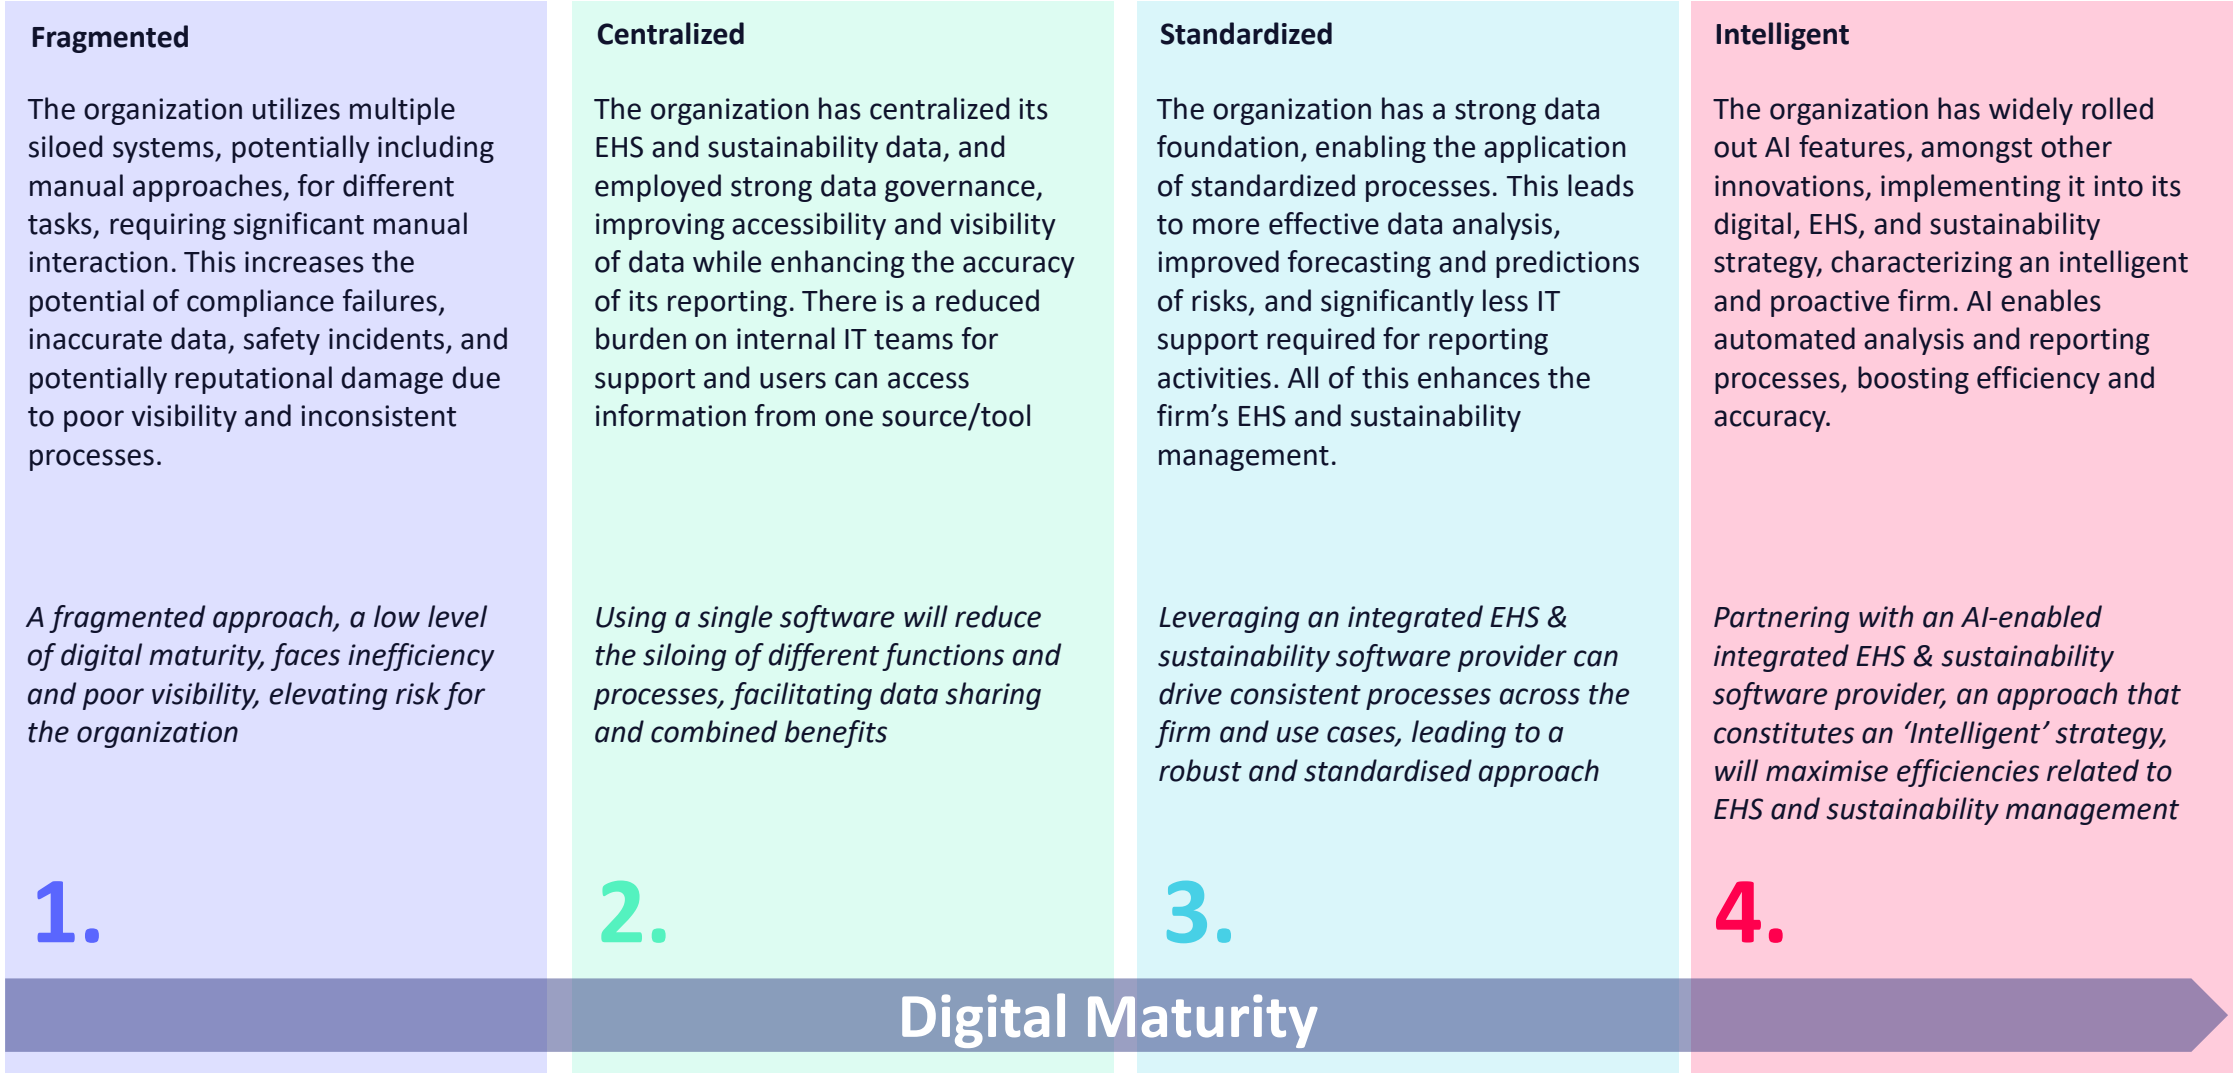 Fragmented
The organization utilizes multiple
siloed systems, potentially including
manual approaches, for different
tasks, requiring significant manual
interaction. This increases the
potential of compliance failures,
inaccurate data, safety incidents, and
potentially reputational damage due
to poor visibility and inconsistent
processes.
A fragmented approach, a low level
of digital maturity, faces inefficiency
and poor visibility, elevating risk for
the organization
1.
Centralized
The organization has centralized its
EHS and sustainability data, and
employed strong data governance,
improving accessibility and visibility
of data while enhancing the accuracy
of its reporting. There is a reduced
burden on internal IT teams for
support and users can access
information from one source/tool
Using a single software will reduce
the siloing of different functions and
processes, facilitating data sharing
and combined benefits
2.
Standardized
The organization has a strong data
foundation, enabling the application
of standardized processes. This leads
to more effective data analysis,
improved forecasting and predictions
of risks, and significantly less IT
support required for reporting
activities. All of this enhances the
firm’s EHS and sustainability
management.
Leveraging an integrated EHS &
sustainability software provider can
drive consistent processes across the
firm and use cases, leading to a
robust and standardised approach
3.
Intelligent
The organization has widely rolled
out AI features, amongst other
innovations, implementing it into its
digital, EHS, and sustainability
strategy, characterizing an intelligent
and proactive firm. AI enables
automated analysis and reporting
processes, boosting efficiency and
accuracy.
Partnering with an AI-enabled
integrated EHS & sustainability
software provider, an approach that
constitutes an ‘Intelligent’ strategy,
will maximise efficiencies related to
EHS and sustainability management
4.
Digital Maturity